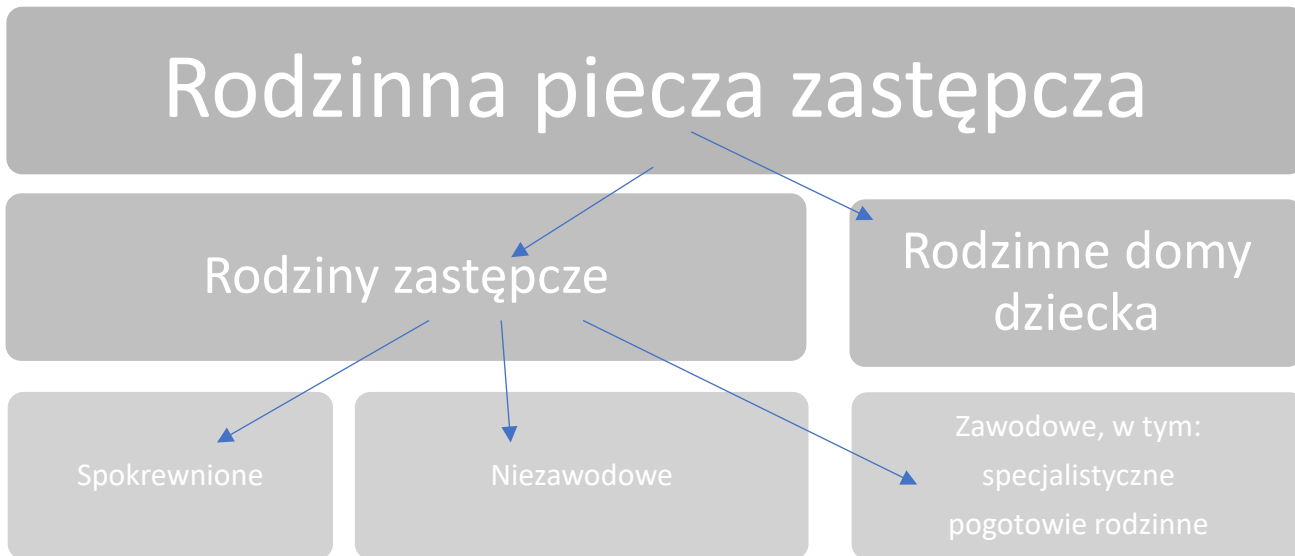 Rodzinna piecza zastępcza
Rodziny zastępcze
Rodzinne domy
dziecka
Spokrewnione
Niezawodowe
Zawodowe, w tym:
specjalistyczne
pogotowie rodzinne